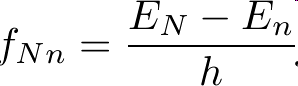 f_{Nn} = \frac{E_N - E_n}{h}.